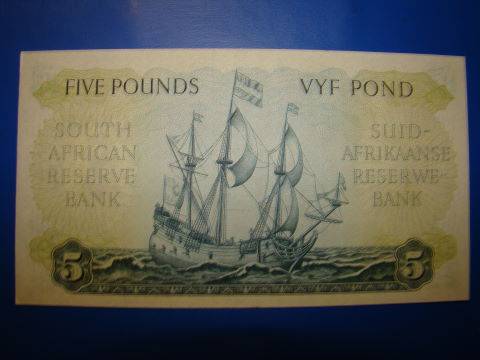 FIVE POUNDS
VYF POND
SOUTH
AFRICAN
RESERVE
BANK
SUID-
AFRIKAANSE
RESERWE-
BANK
5
5